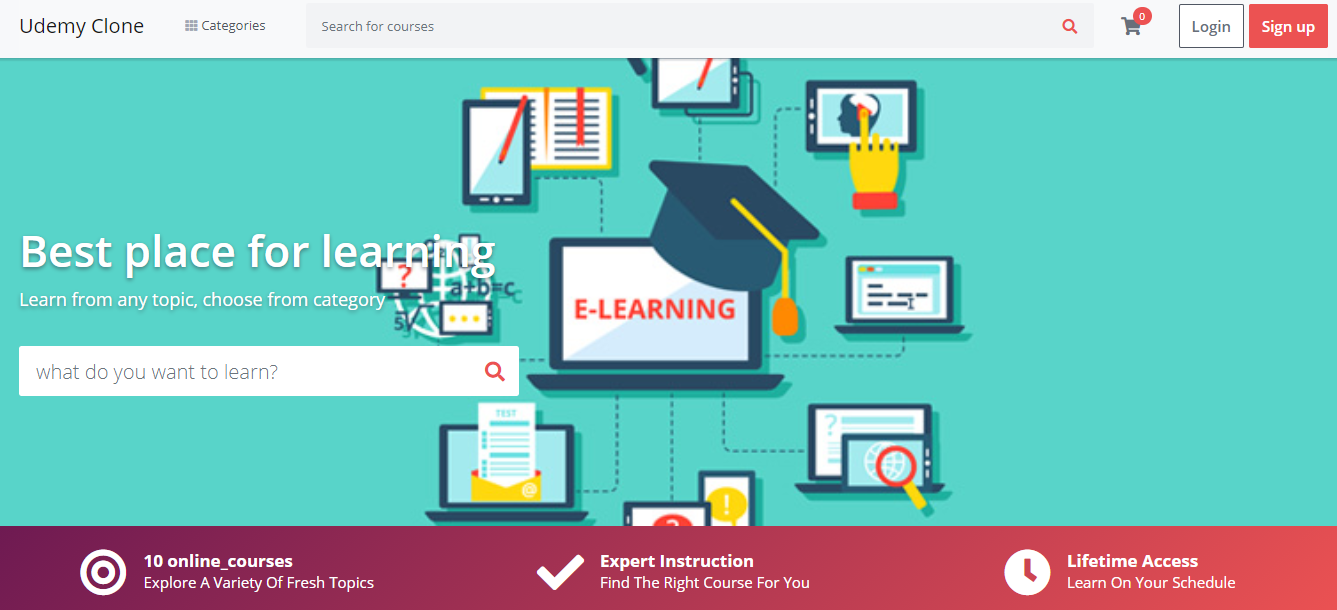 Udemy Clone
Categories
Search for courses
0
Login
Sign up
Best place for learning
Learn from any topic, choose from category
what do you want to learn?
?
a+b=c
5√
E-LEARNING
TEST
@
?
!
?
10 online_courses
Explore A Variety Of Fresh Topics
Expert Instruction
Find The Right Course For You
Lifetime Access
Learn On Your Schedule